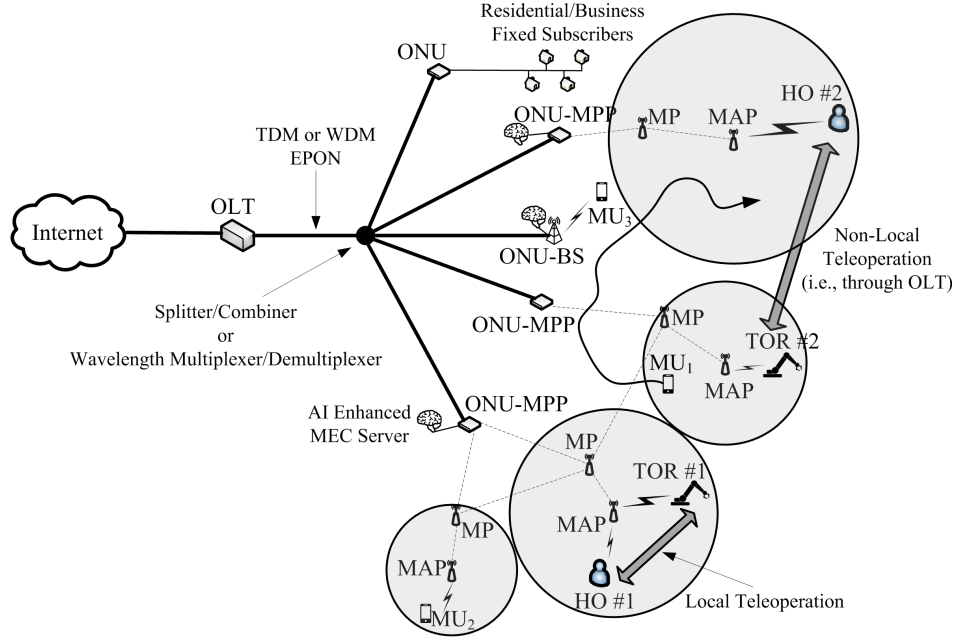 Residential/Business
Fixed Subscribers
ONU
ONU-MPP
MP
MAP
HO #2
TDM or WDM
EPON
OLT
Internet
MU3
ONU-BS
Non-Local
Teleoperation
(i.e., through OLT)
Splitter/Combiner
or
Wavelength Multiplexer/Demultiplexer
ONU-MPP
MP
TOR #2
MU1
MAP
AI Enhanced
MEC Server
ONU-MPP
MP
TOR #1
MAP
HO #1
MP
MAP
MU2
Local Teleoperation